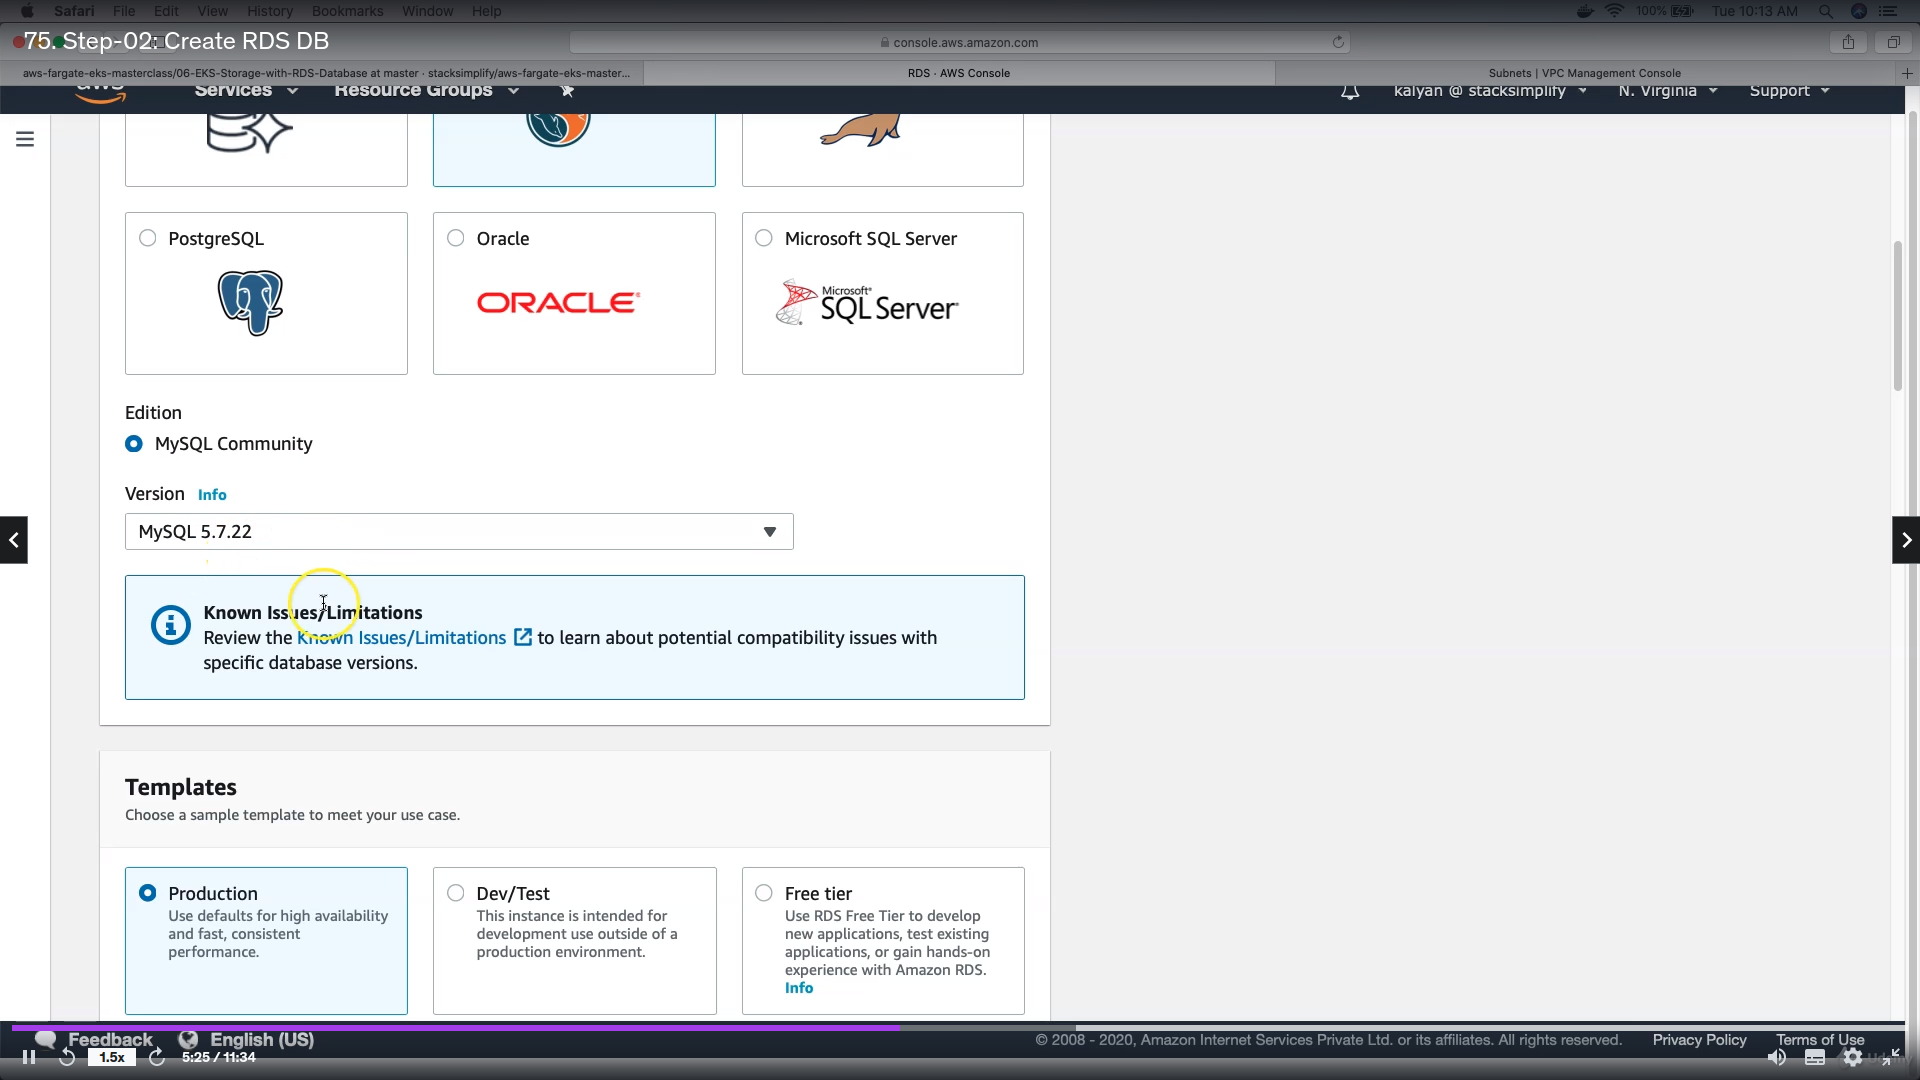 Safari File Edit View History Bookmarks Window Help 100% Tue 10:13 AM
75. Step-02: Create RDS DB
console.aws.amazon.com
aws-fargate-eks-masterclass/06-EKS-Storage-with-RDS-Database at master · stacksimplify/aws-fargate-eks-master...
RDS · AWS Console
Subnets | VPC Management Console
aws Services Resource Groups kalyan @ stacksimplify N. Virginia Support
PostgreSQL
Oracle
ORACLE
Microsoft SQL Server
Microsoft
SQL Server
Edition
MySQL Community
Version Info
MySQL 5.7.22
Known Issues/Limitations
Review the Known Issues/Limitations to learn about potential compatibility issues with
specific database versions.
Templates
Choose a sample template to meet your use case.
Production
Use defaults for high availability
and fast, consistent
performance.
Dev/Test
This instance is intended for
development use outside of a
production environment.
Free tier
Use RDS Free Tier to develop
new applications, test existing
applications, or gain hands-on
experience with Amazon RDS.
Info
Feedback English (US) © 2008 - 2020, Amazon Internet Services Private Ltd. or its affiliates. All rights reserved. Privacy Policy Terms of Use
1.5x 5:25 / 11:34